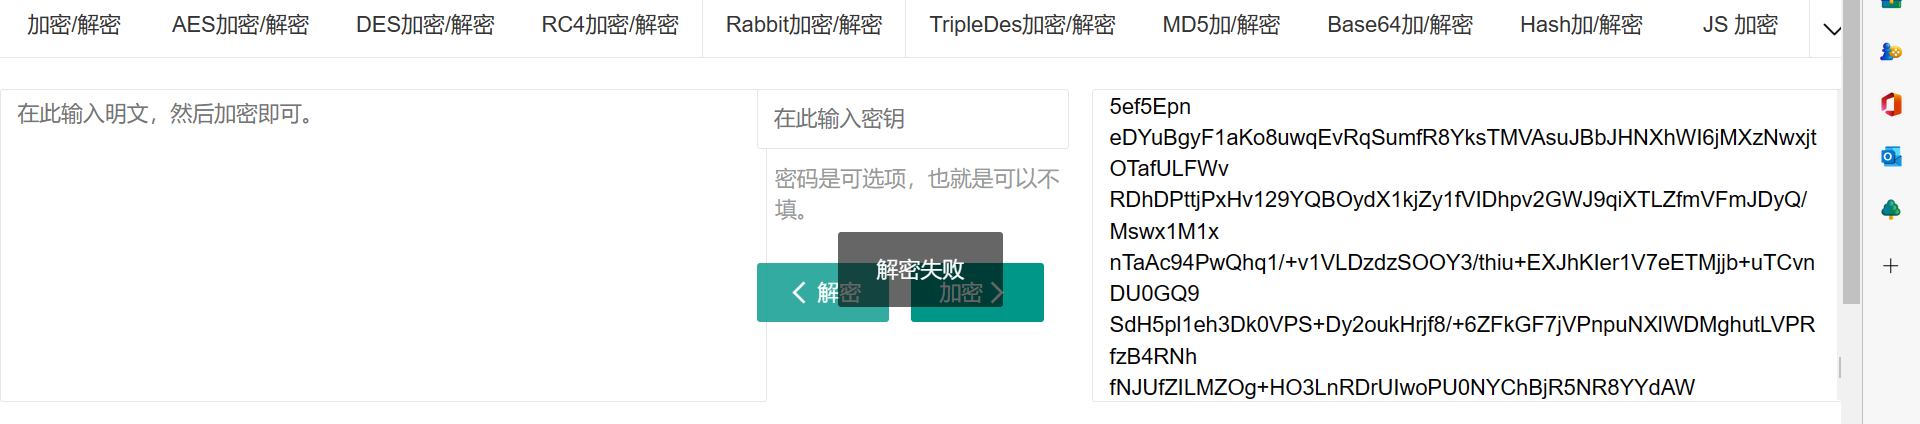 加密/解密
AES加密/解密
DES加密/解密
RC4加密/解密
Rabbit加密/解密
TripleDes加密/解密
MD5加/解密
Base64加/解密
Hash加/解密
JS 加密
在此输入明文，然后加密即可。
在此输入密钥
密码是可选项，也就是可以不
填。
解密失败
解密
加密
5ef5Epn
eDYuBgyF1aKo8uwqEvRqSumfR8YksTMVAsuJBbJHNXhWI6jMXzNwxjt
OTafULFWv
RDhDPttjPxHv129YQBOydX1kjZy1fVIDhpv2GWJ9qiXTLZfmVFmJDyQ/
Mswx1M1x
nTaAc94PwQhq1/+v1VLDzdzSOOY3/thiu+EXJhKIer1V7eETMjjb+uTCvn
DU0GQ9
SdH5pI1eh3Dk0VPS+Dy2oukHrjf8/+6ZFkGF7jVPnpuNXlWDMghutLVPR
fzB4RNh
fNJUfZILMZOg+HO3LnRDrUIwoPU0NYChBjR5NR8YYdAW